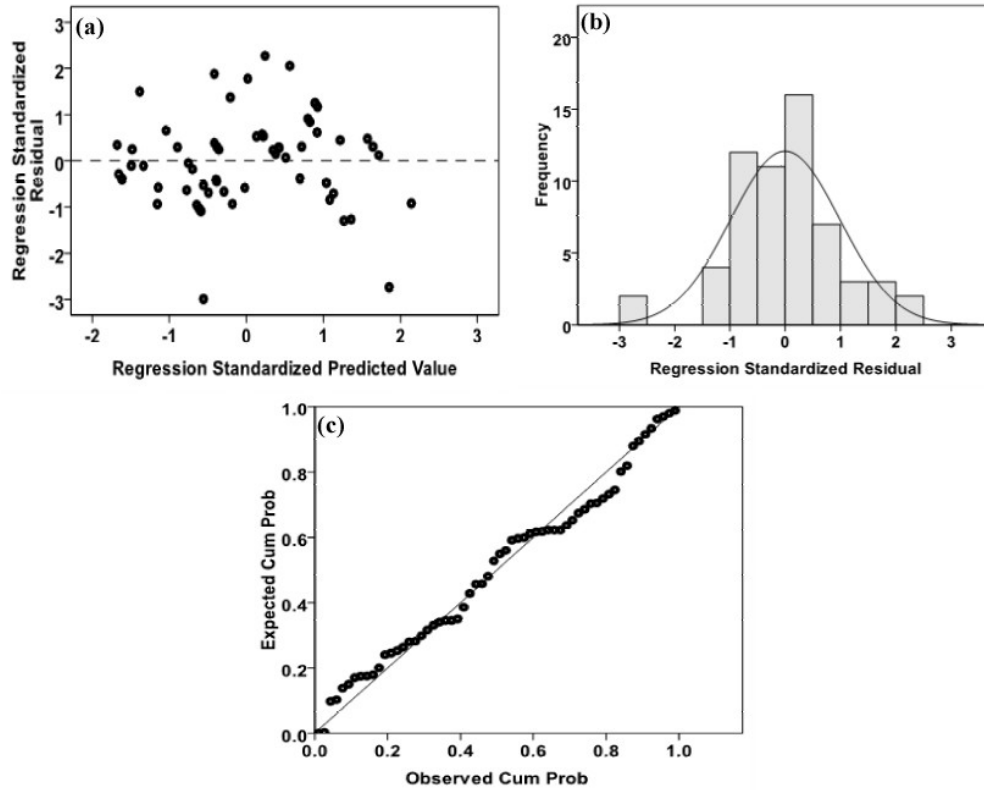 (a)
3
2
1
0
-1
-2
-3
Regression Standardized
Residual
-2 -1 0 1 2 3
Regression Standardized Predicted Value
(b)
20
15
10
5
0
Frequency
-3 -2 -1 0 1 2 3
Regression Standardized Residual
(c)
1.0
0.8
0.6
0.4
0.2
0.0
Expected Cum Prob
0.0 0.2 0.4 0.6 0.8 1.0
Observed Cum Prob